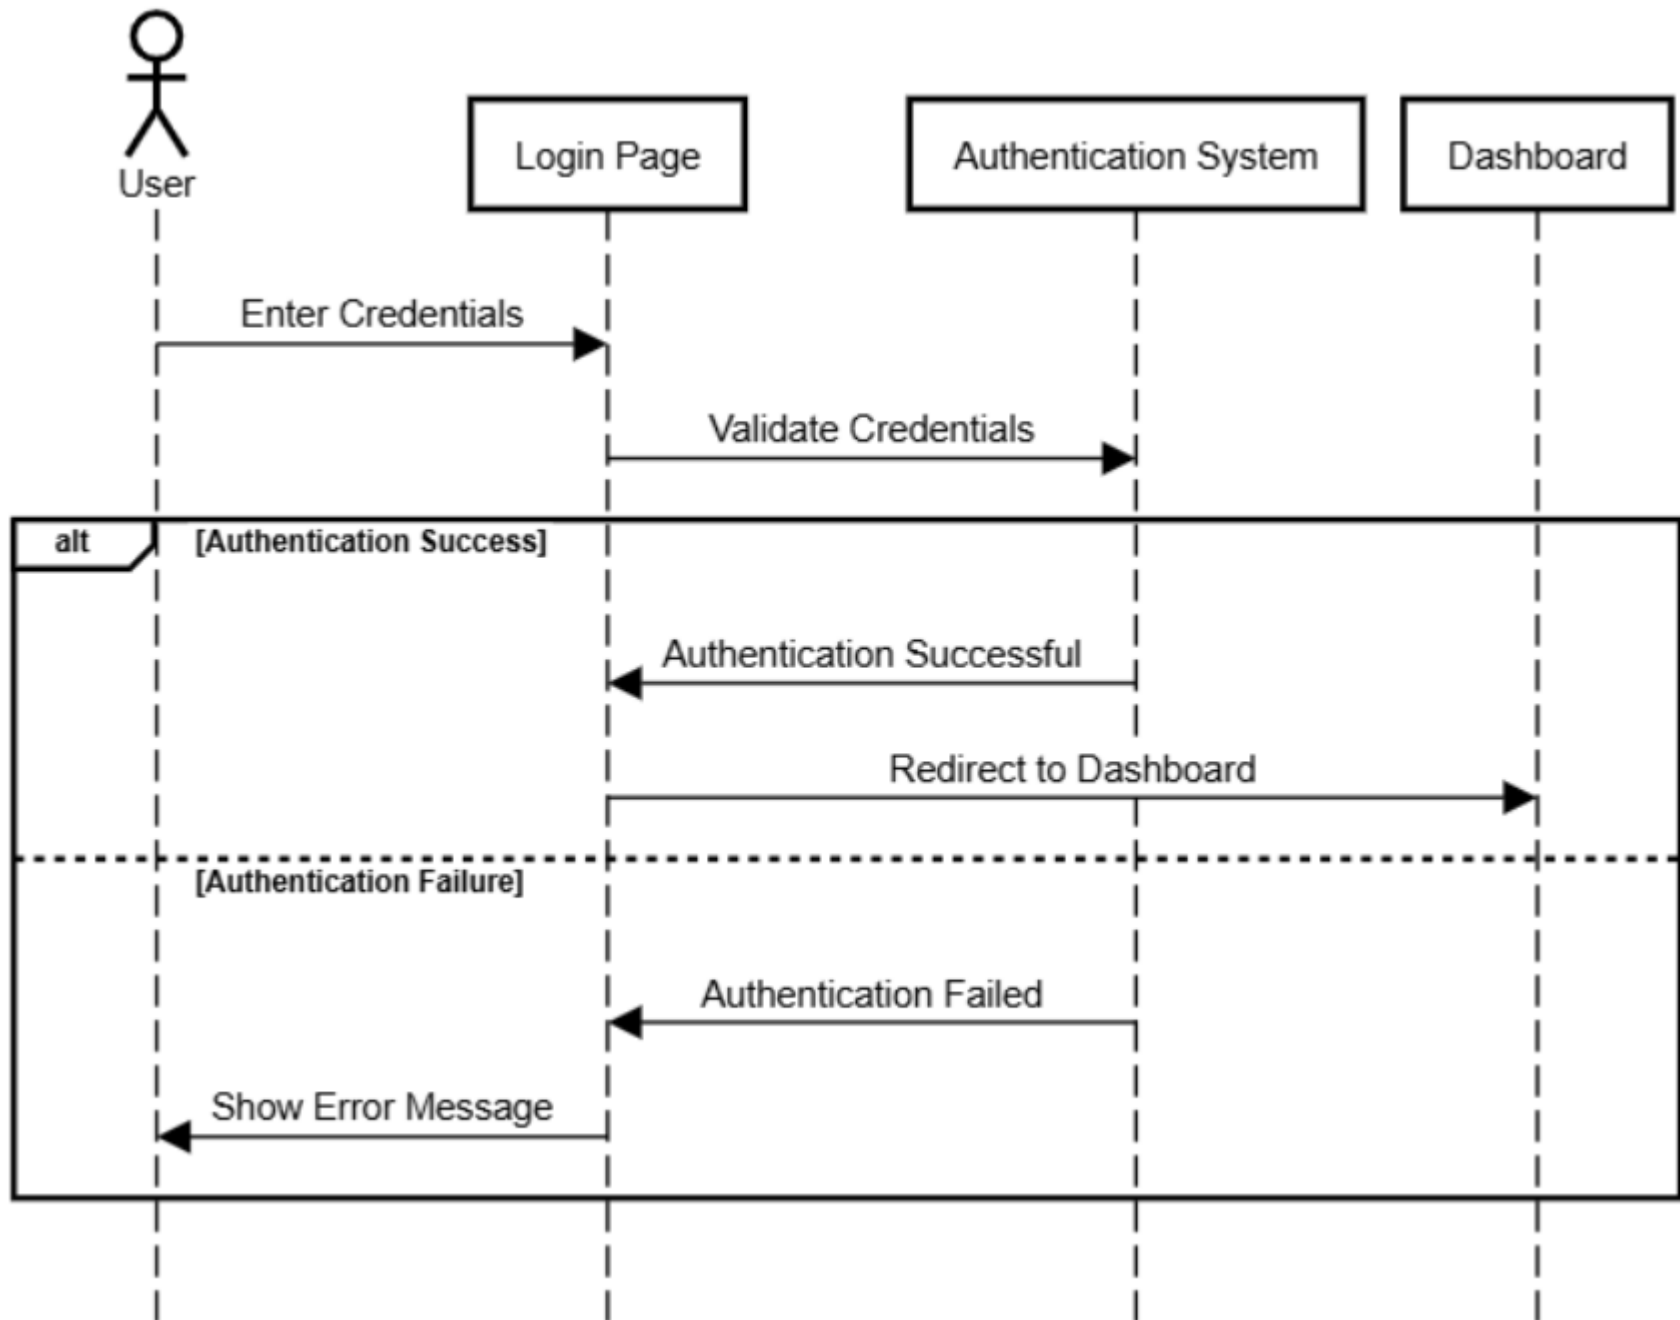 User
Login Page
Authentication System
Dashboard
Enter Credentials
Validate Credentials
alt
[Authentication Success]
Authentication Successful
Redirect to Dashboard
[Authentication Failure]
Authentication Failed
Show Error Message